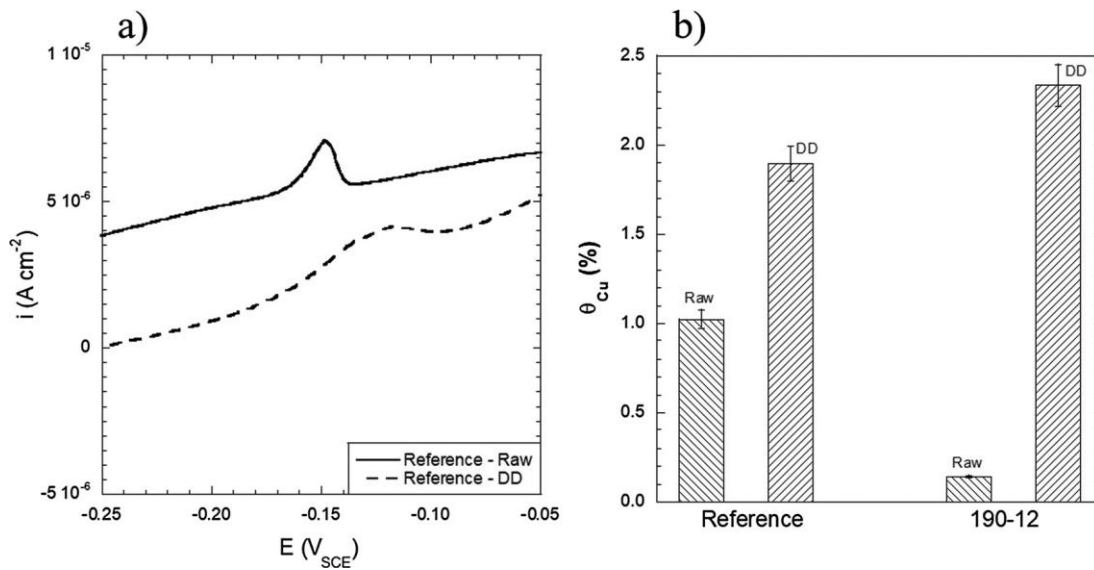 a)
1 10⁻⁵
5 10⁻⁶
0
-5 10⁻⁶
i (A cm⁻²)
-0.25
-0.20
-0.15
-0.10
-0.05
E (V_SCE)
Reference - Raw
Reference - DD
b)
2.5
2.0
1.5
1.0
0.5
0.0
θ_Cu (%)
Raw
DD
Raw
DD
Reference
190-12